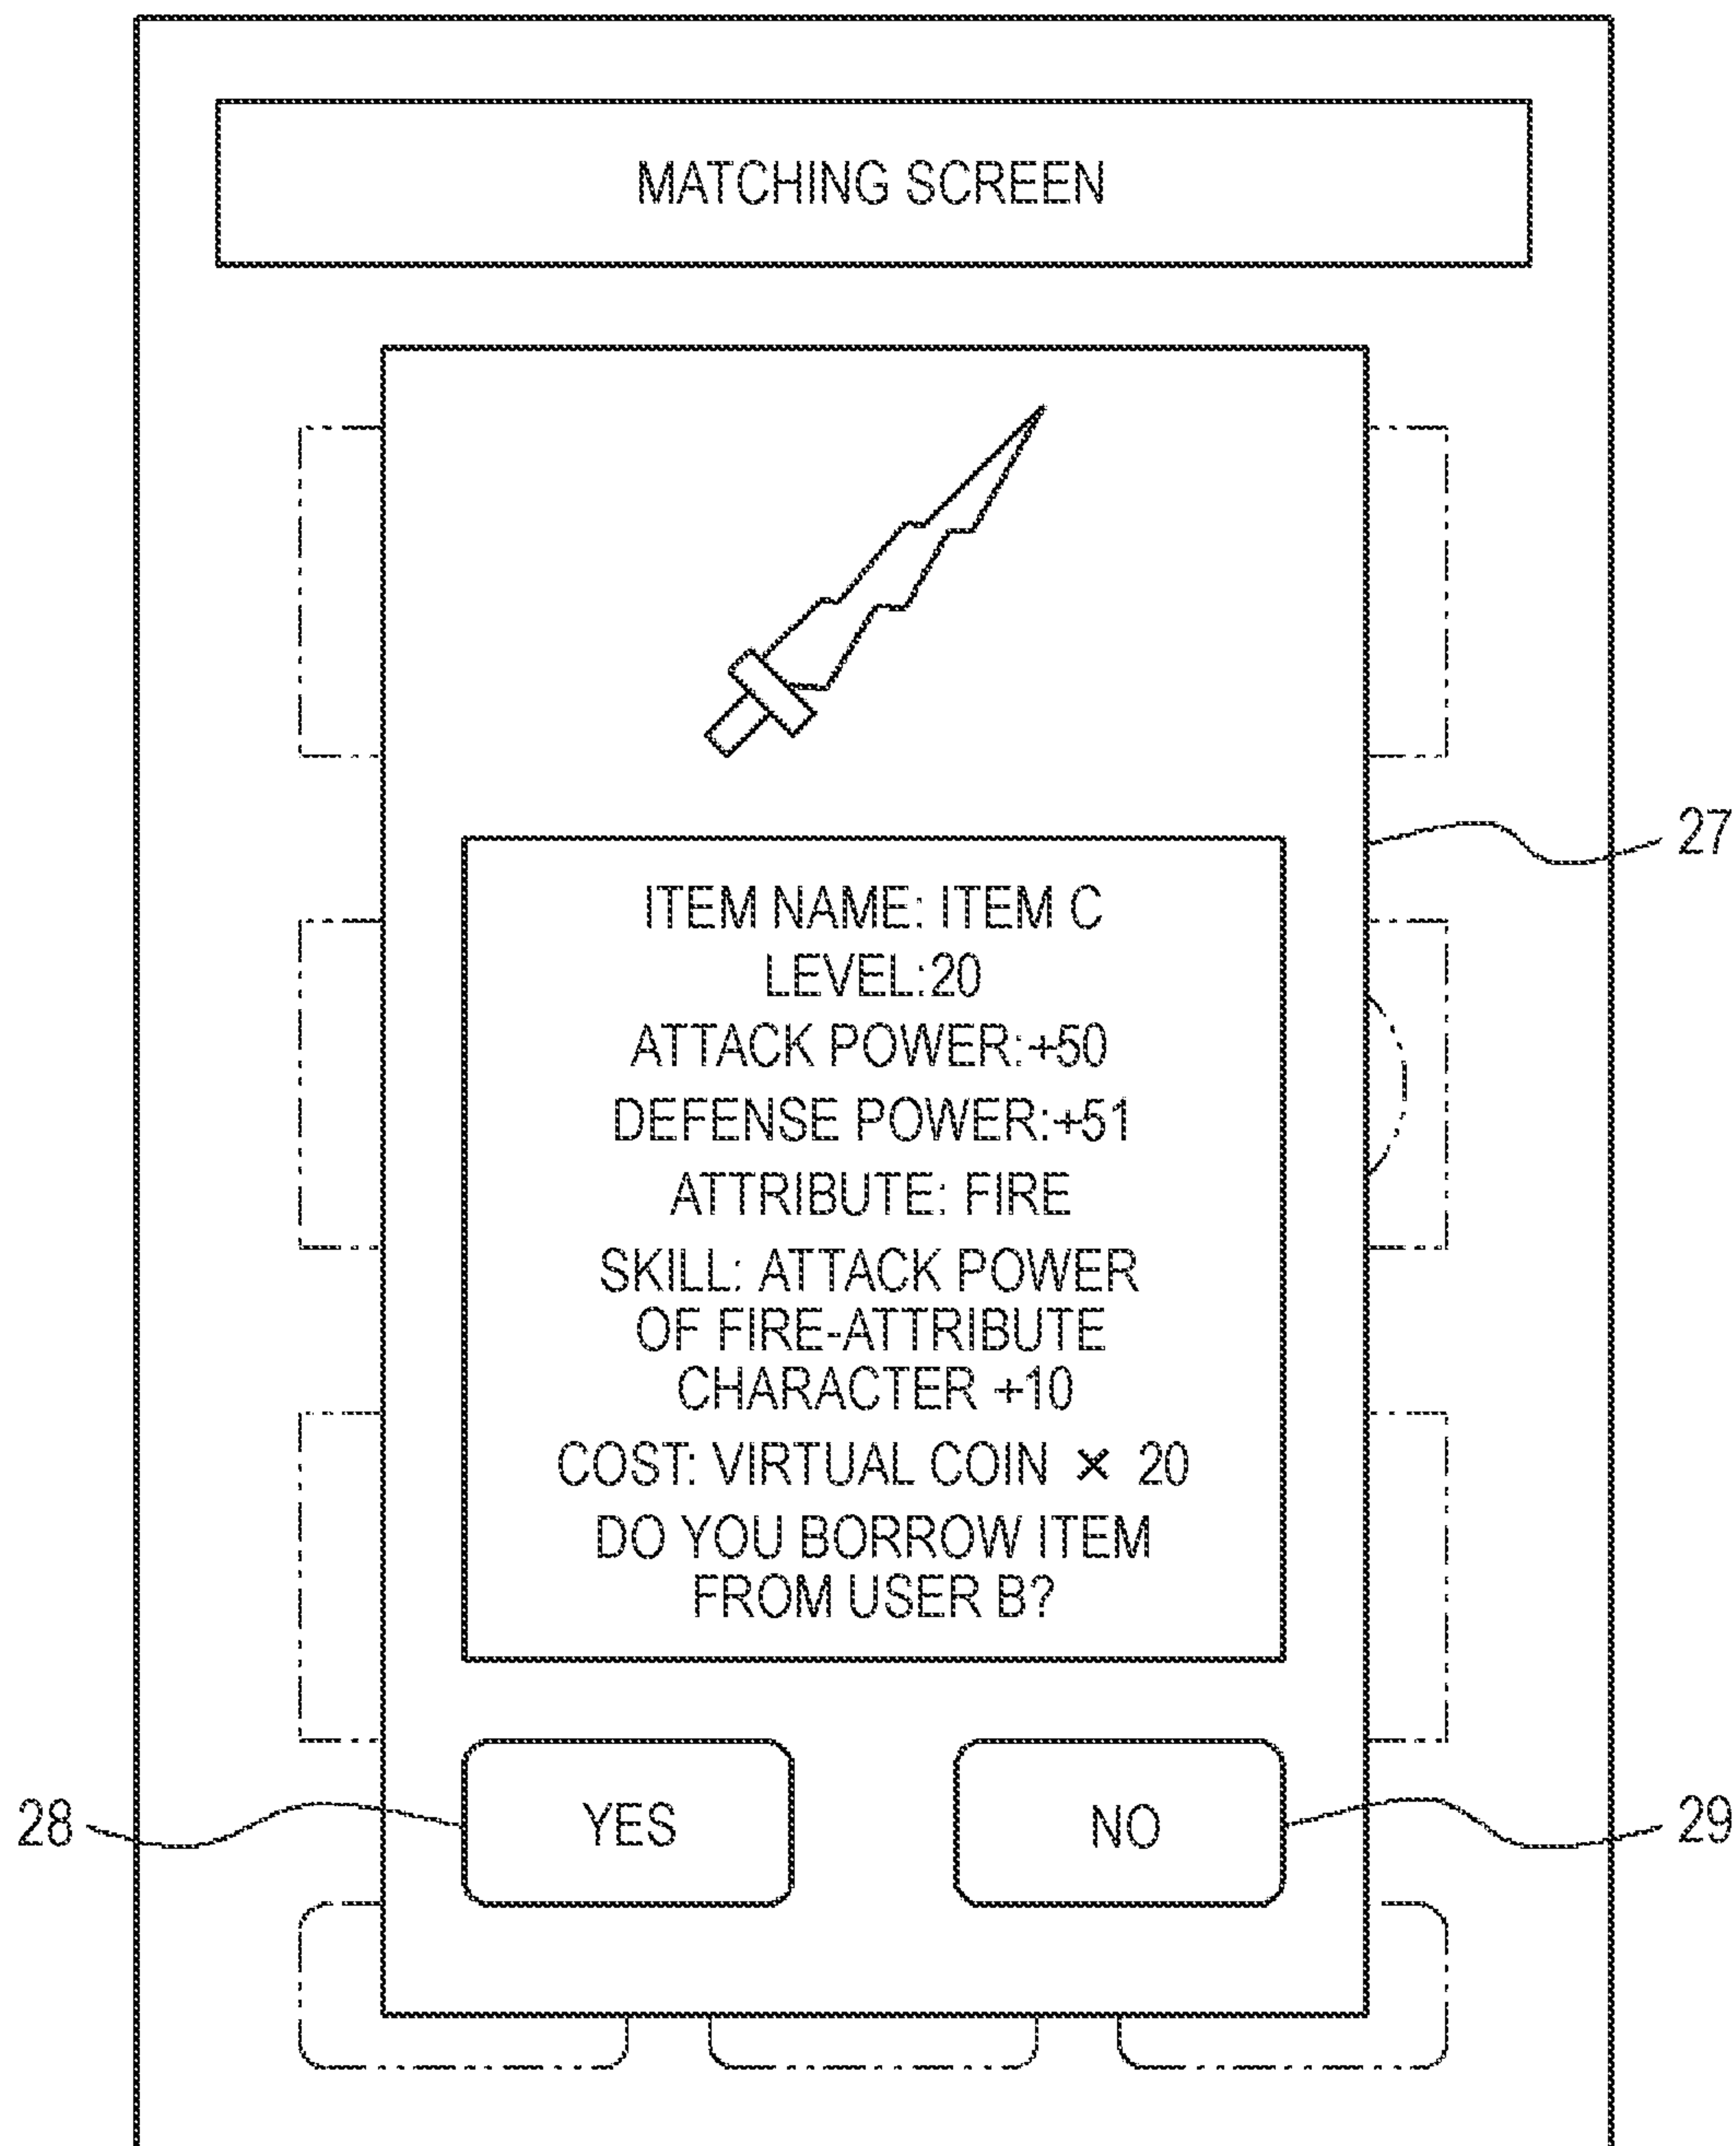 MATCHING SCREEN
27
ITEM NAME: ITEM C
LEVEL:20
ATTACK POWER:+50
DEFENSE POWER:+51
ATTRIBUTE: FIRE
SKILL: ATTACK POWER
OF FIRE-ATTRIBUTE
CHARACTER +10
COST: VIRTUAL COIN × 20
DO YOU BORROW ITEM
FROM USER B?
28
YES
NO
29